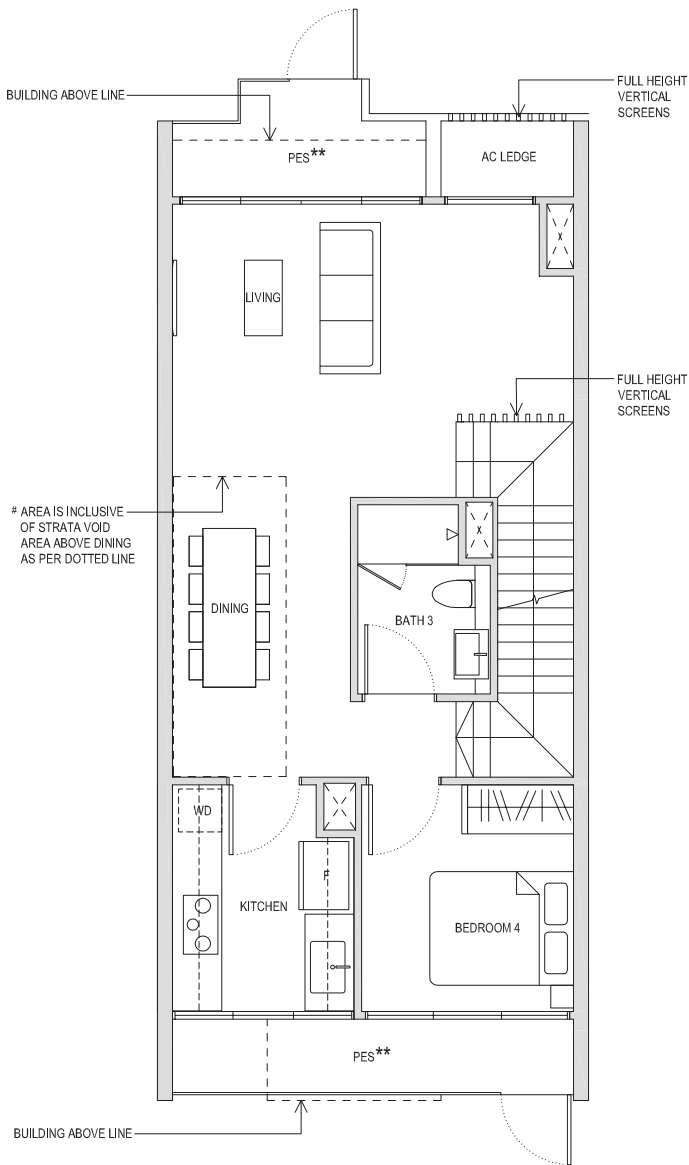 BUILDING ABOVE LINE
FULL HEIGHT
VERTICAL
SCREENS
PES**
AC LEDGE
LIVING
FULL HEIGHT
VERTICAL
SCREENS
# AREA IS INCLUSIVE
OF STRATA VOID
AREA ABOVE DINING
AS PER DOTTED LINE
DINING
BATH 3
WD
F
KITCHEN
BEDROOM 4
PES**
BUILDING ABOVE LINE